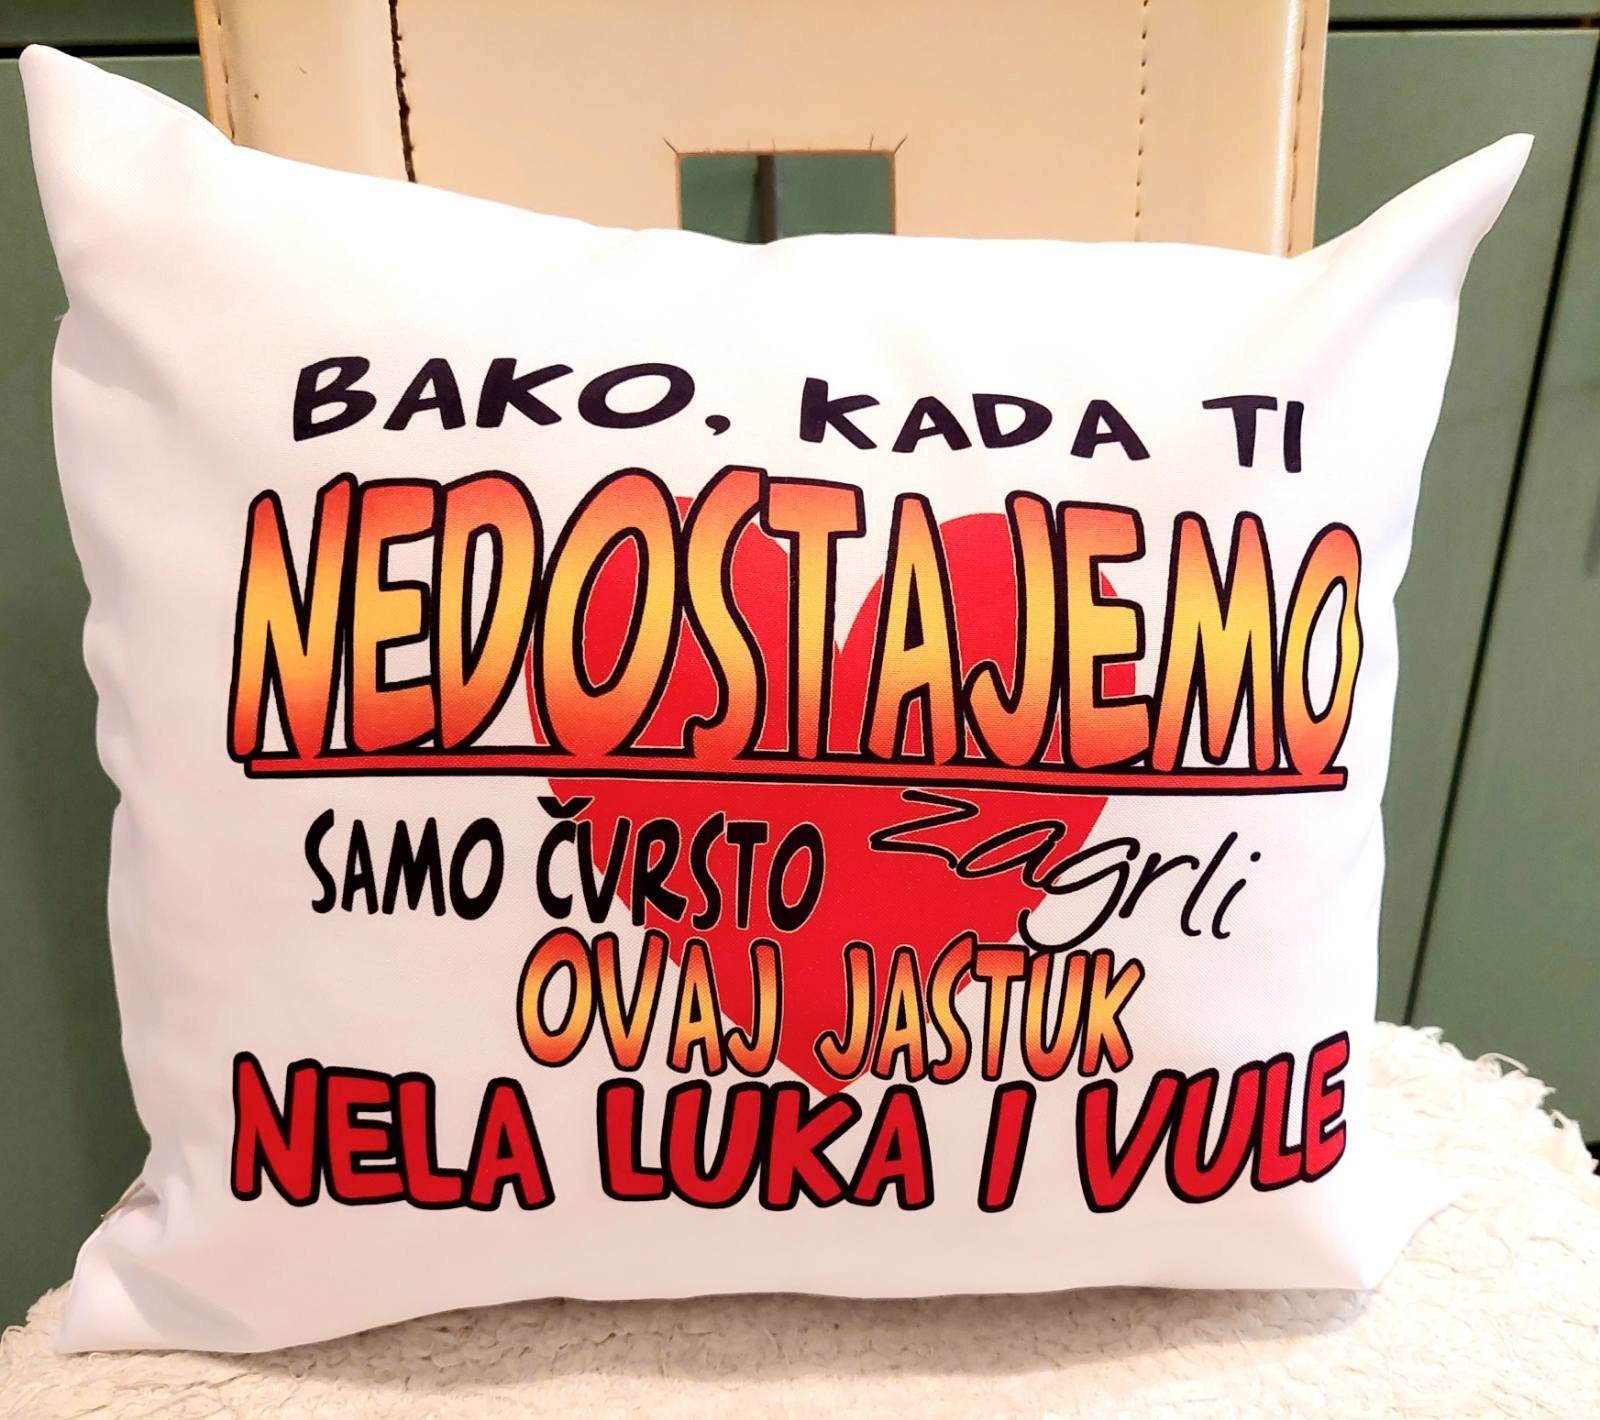 BAKO, KADA TI
NEDOSTAJEMO
SAMO ČVRSTO zagrli
OVAJ JASTUK
NELA LUKA I VULE